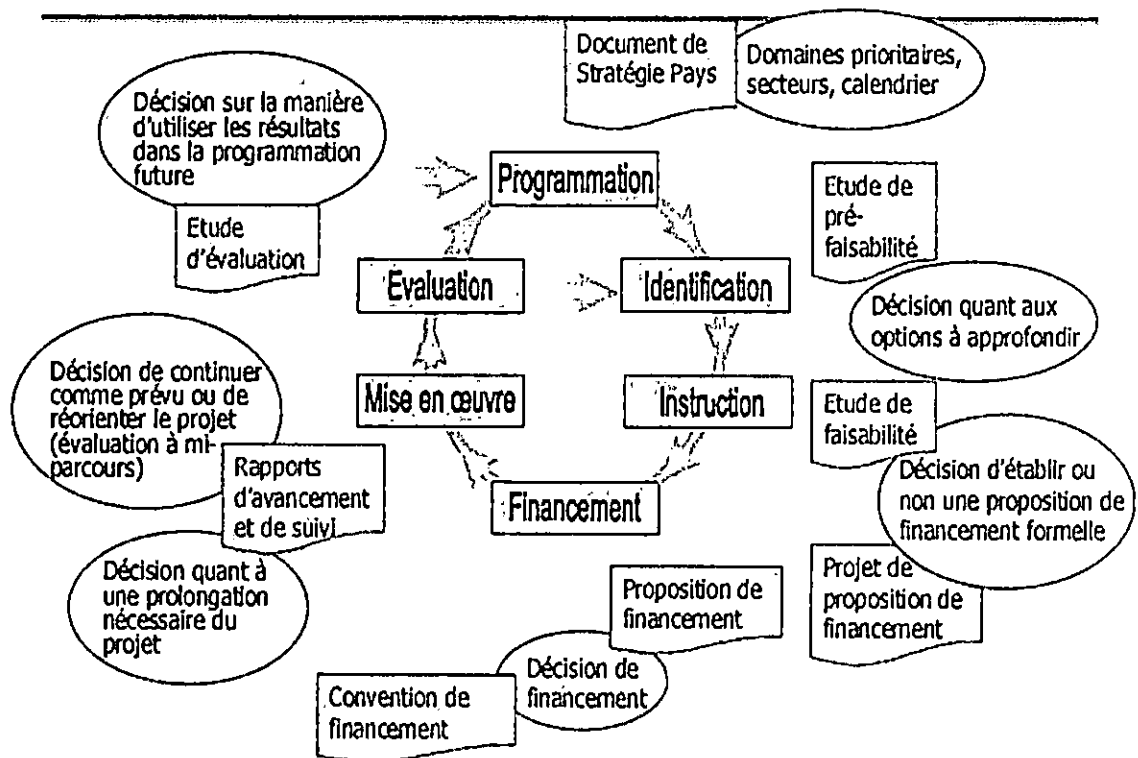 Document de
Stratégie Pays
Domaines prioritaires,
secteurs, calendrier
Décision sur la manière
d'utiliser les résultats
dans la programmation
future
Etude
d'évaluation
Programmation
Etude de
pré-
faisabilité
Evaluation
Identification
Décision quant aux
options à approfondir
Décision de continuer
comme prévu ou de
réorienter le projet
(évaluation à mi-
parcours)
Mise en œuvre
Instruction
Etude de
faisabilité
Rapports
d'avancement
et de suivi
Financement
Décision d'établir ou
non une proposition de
financement formelle
Décision quant à
une prolongation
nécessaire du
projet
Proposition de
financement
Projet de
proposition de
financement
Décision de
financement
Convention de
financement